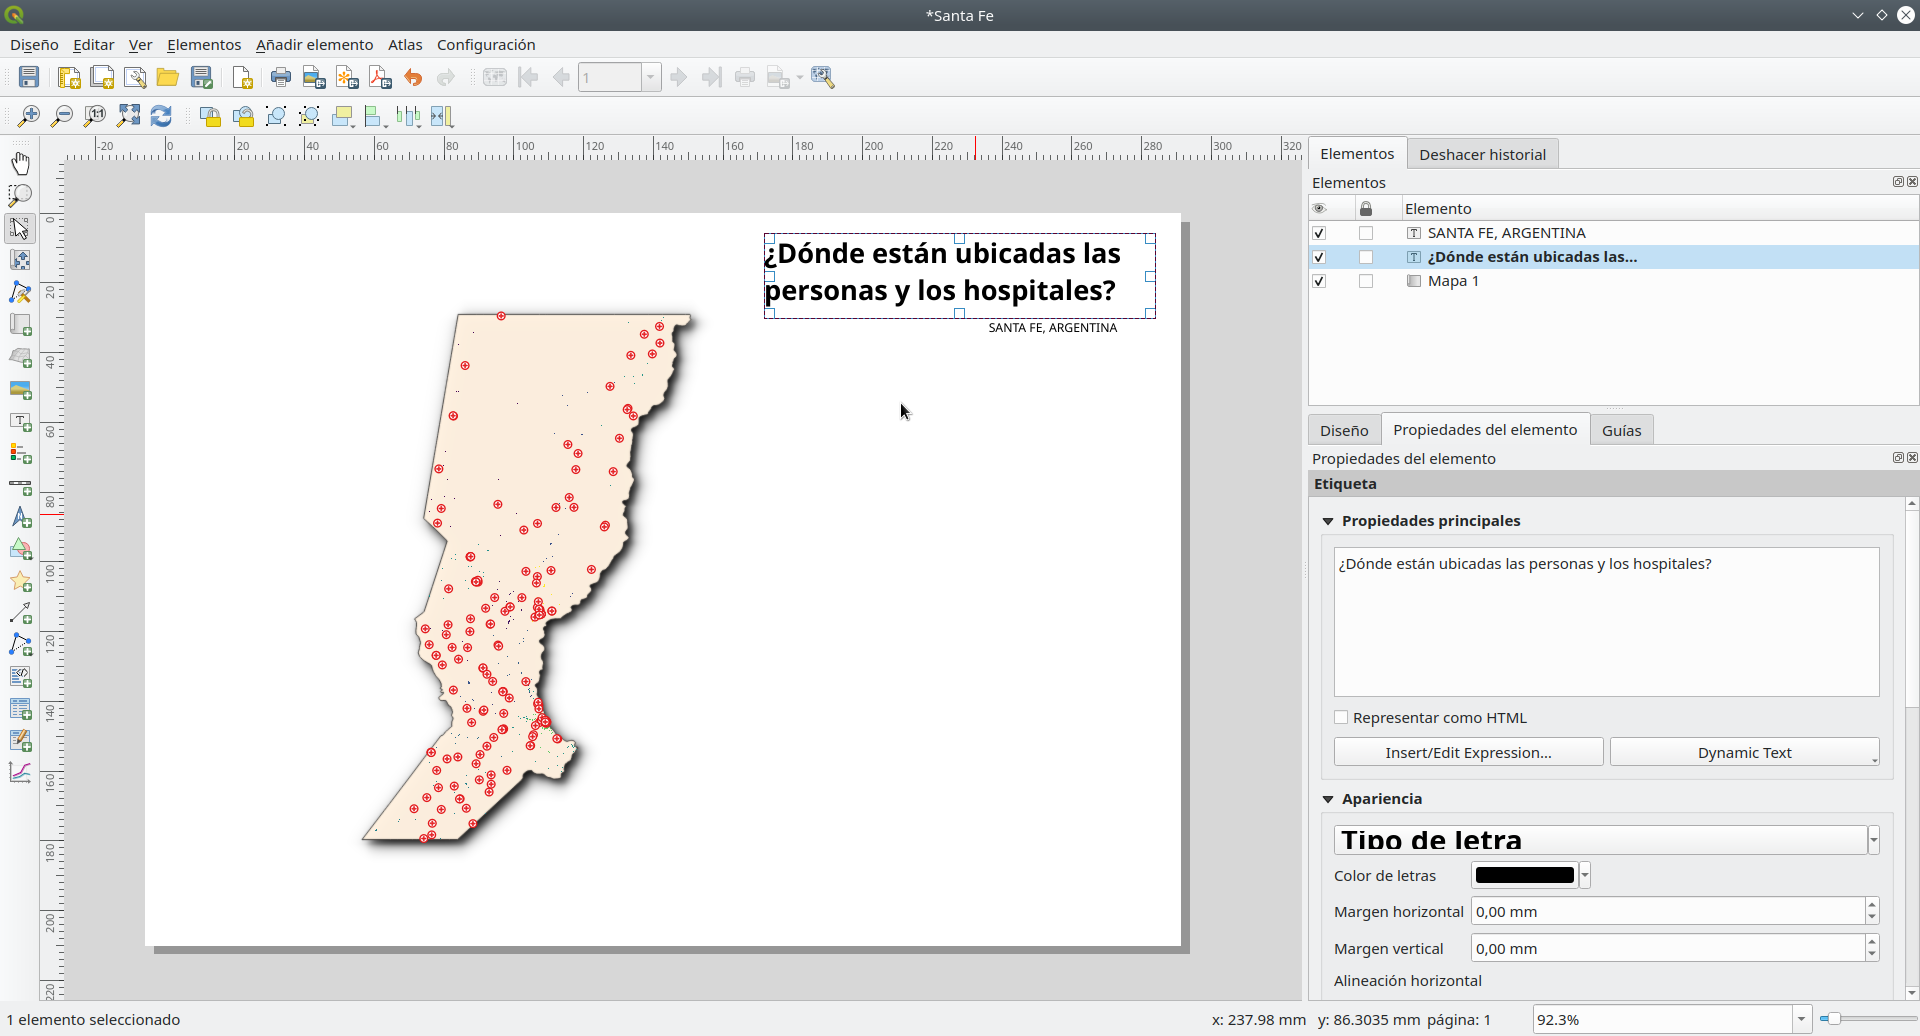 *Santa Fe
Diseño Editar Ver Elementos Añadir elemento Atlas Configuración
1
1:1
-20 0 20 40 60 80 100 120 140 160 180 200 220 240 260 280 300 320
0
20
40
60
80
100
120
140
160
180
200
220
¿Dónde están ubicadas las
personas y los hospitales?
SANTA FE, ARGENTINA
Elementos Deshacer historial
Elementos
Elemento
SANTA FE, ARGENTINA
¿Dónde están ubicadas las...
Mapa 1
Diseño Propiedades del elemento Guías
Propiedades del elemento
Etiqueta
Propiedades principales
¿Dónde están ubicadas las personas y los hospitales?
Representar como HTML
Insert/Edit Expression... Dynamic Text
Apariencia
Tipo de letra
Color de letras
Margen horizontal 0,00 mm
Margen vertical 0,00 mm
Alineación horizontal
1 elemento seleccionado x: 237.98 mm y: 86.3035 mm página: 1 92.3%